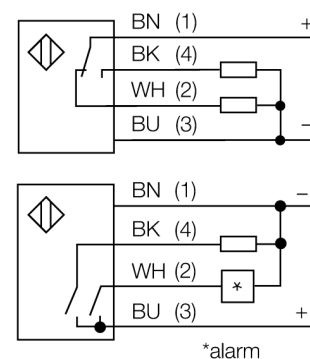 BN (1) +
BK (4)
WH (2)
BU (3) −
BN (1) −
BK (4)
WH (2)
*
BU (3) +
*alarm